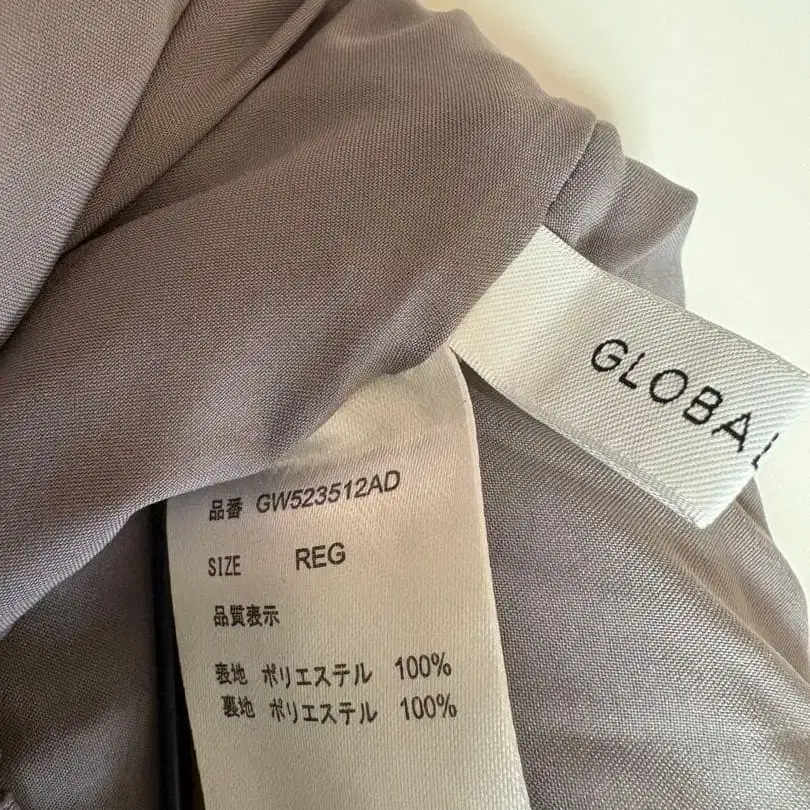 GLOBAL
品番 GW523512AD
SIZE REG
品質表示
表地 ポリエステル 100%
裏地 ポリエステル 100%